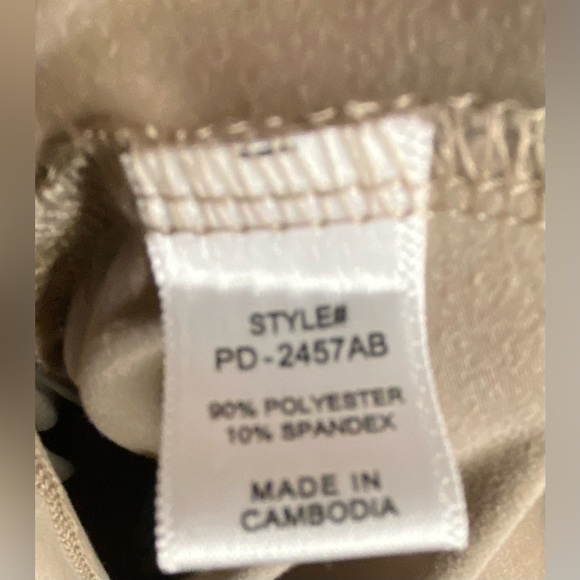 STYLE#
PD-2457AB
90% POLYESTER
10% SPANDEX
MADE IN
CAMBODIA